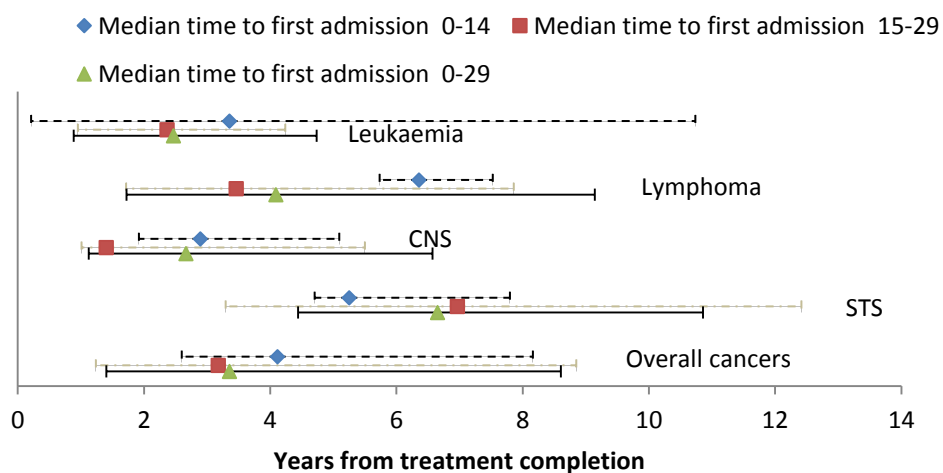 Median time to first admission 0-14 Median time to first admission 15-29
Median time to first admission 0-29
Leukaemia
Lymphoma
CNS
STS
Overall cancers
0 2 4 6 8 10 12 14
Years from treatment completion